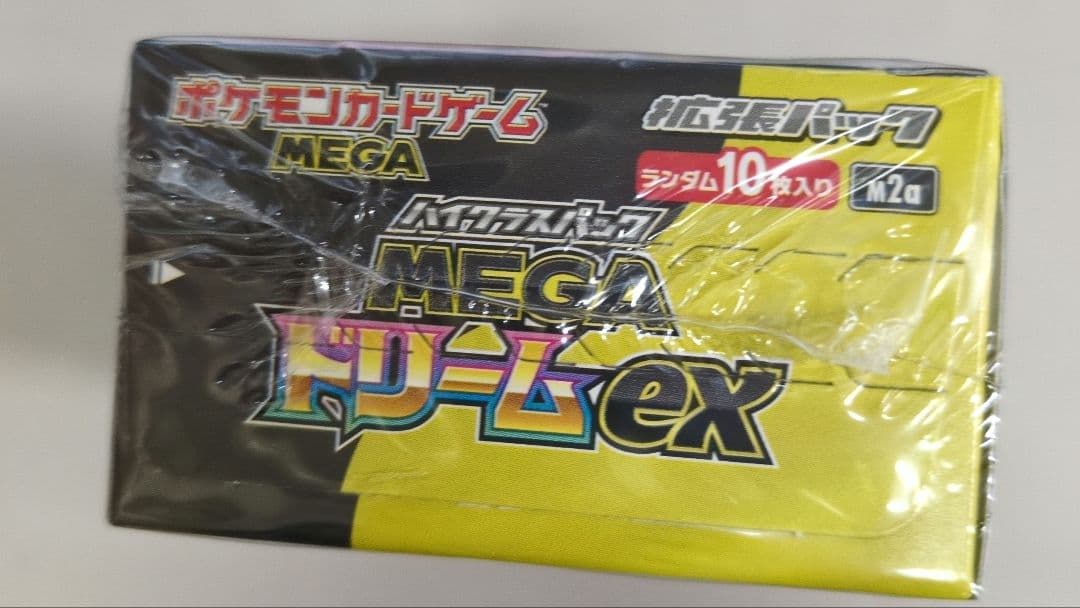 ポケモンカードゲーム
MEGA
拡張パック
ランダム10枚入り
M2a
ハイクラスパック
MEGA
ドリームex